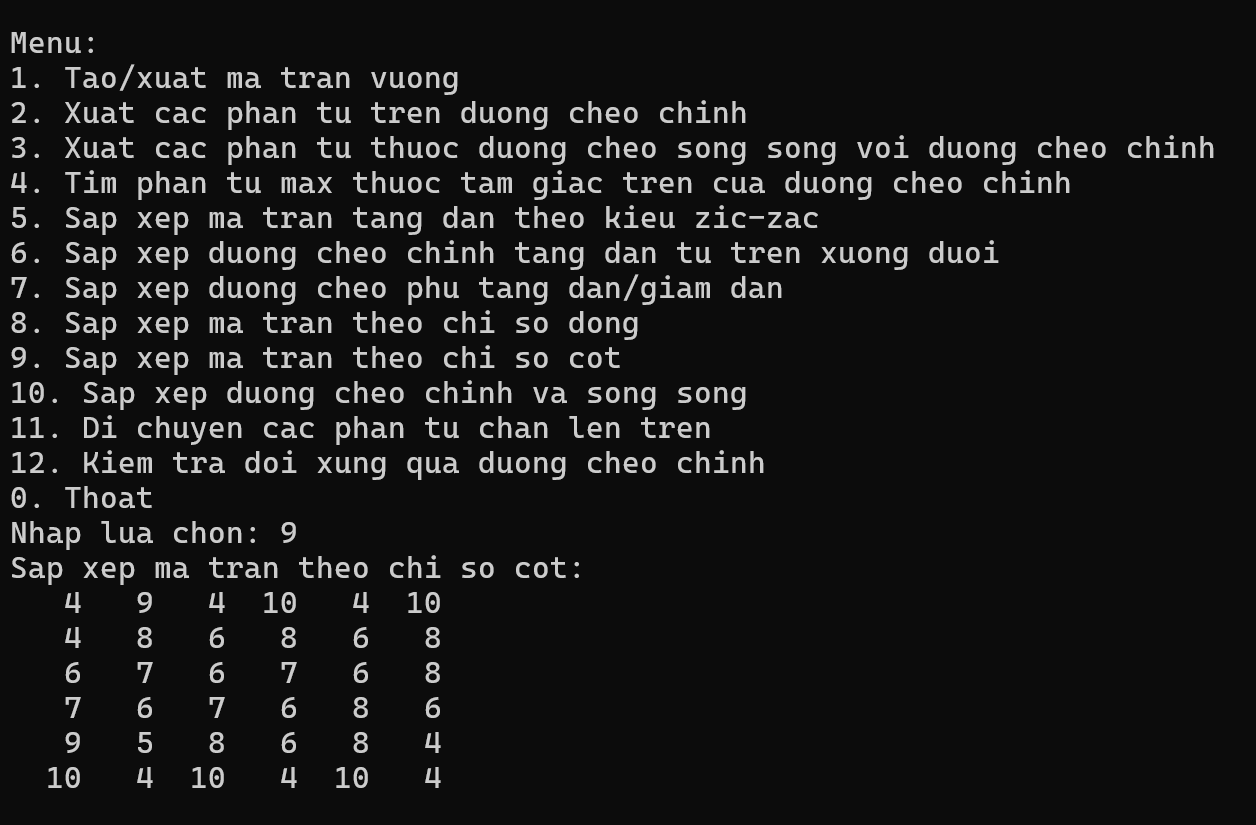 Menu:
1. Tao/xuat ma tran vuong
2. Xuat cac phan tu tren duong cheo chinh
3. Xuat cac phan tu thuoc duong cheo song song voi duong cheo chinh
4. Tim phan tu max thuoc tam giac tren cua duong cheo chinh
5. Sap xep ma tran tang dan theo kieu zic-zac
6. Sap xep duong cheo chinh tang dan tu tren xuong duoi
7. Sap xep duong cheo phu tang dan/giam dan
8. Sap xep ma tran theo chi so dong
9. Sap xep ma tran theo chi so cot
10. Sap xep duong cheo chinh va song song
11. Di chuyen cac phan tu chan len tren
12. Kiem tra doi xung qua duong cheo chinh
0. Thoat
Nhap lua chon: 9
Sap xep ma tran theo chi so cot:
   4   9   4  10   4  10
   4   8   6   8   6   8
   6   7   6   7   6   8
   7   6   7   6   8   6
   9   5   8   6   8   4
  10   4  10   4  10   4